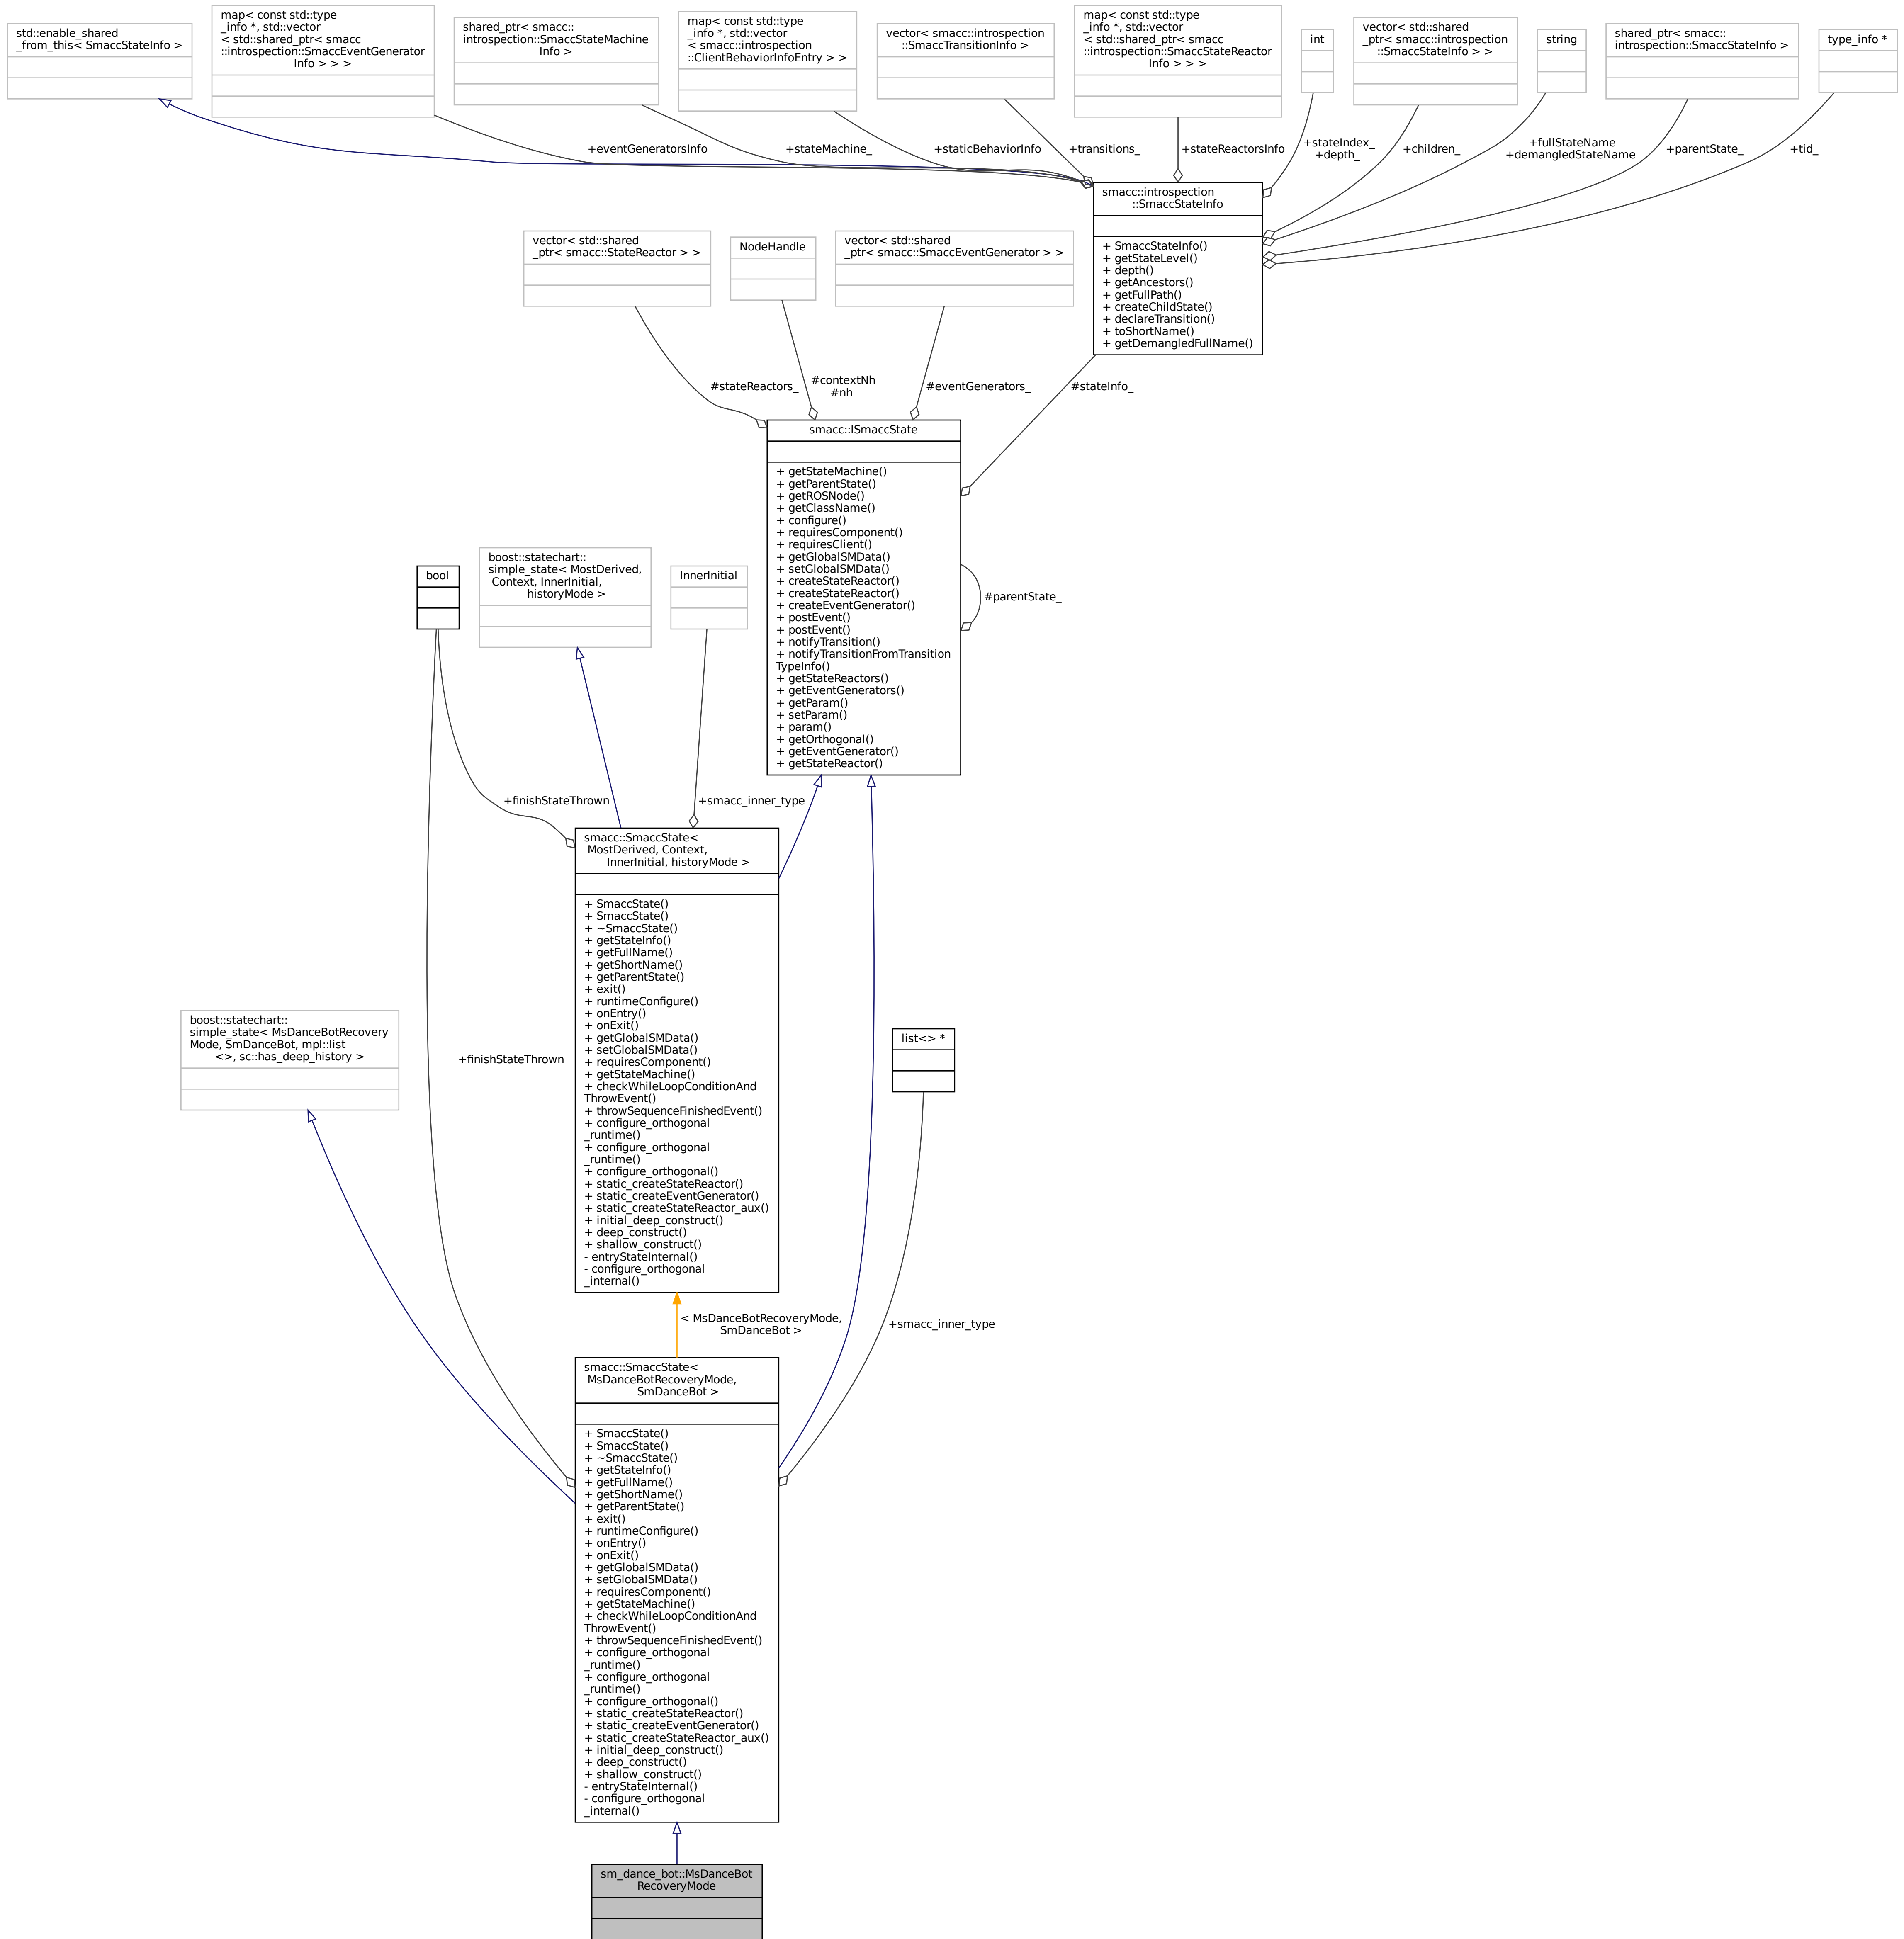 std::enable_shared
_from_this< SmaccStateInfo >
map< const std::type
_info *, std::vector
< std::shared_ptr< smacc
::introspection::SmaccEventGenerator
Info > > >
shared_ptr< smacc::
introspection::SmaccStateMachine
Info >
map< const std::type
_info *, std::vector
< smacc::introspection
::ClientBehaviorInfoEntry > >
vector< smacc::introspection
::SmaccTransitionInfo >
map< const std::type
_info *, std::vector
< std::shared_ptr< smacc
::introspection::SmaccStateReactor
Info > > >
int
vector< std::shared
_ptr< smacc::introspection
::SmaccStateInfo > >
string
shared_ptr< smacc::
introspection::SmaccStateInfo >
type_info *
+eventGeneratorsInfo
+stateMachine_
+staticBehaviorInfo
+transitions_
+stateReactorsInfo
+stateIndex_
+depth_
+children_
+fullStateName
+demangledStateName
+parentState_
+tid_
smacc::introspection
::SmaccStateInfo
+ SmaccStateInfo()
+ getStateLevel()
+ depth()
+ getAncestors()
+ getFullPath()
+ createChildState()
+ declareTransition()
+ toShortName()
+ getDemangledFullName()
vector< std::shared
_ptr< smacc::StateReactor > >
NodeHandle
vector< std::shared
_ptr< smacc::SmaccEventGenerator > >
#stateReactors_
#contextNh
#nh
#eventGenerators_
#stateInfo_
smacc::ISmaccState
+ getStateMachine()
+ getParentState()
+ getROSNode()
+ getClassName()
+ configure()
+ requiresComponent()
+ requiresClient()
+ getGlobalSMData()
+ setGlobalSMData()
+ createStateReactor()
+ createStateReactor()
+ createEventGenerator()
+ postEvent()
+ postEvent()
+ notifyTransition()
+ notifyTransitionFromTransition
TypeInfo()
+ getStateReactors()
+ getEventGenerators()
+ getParam()
+ setParam()
+ param()
+ getOrthogonal()
+ getEventGenerator()
+ getStateReactor()
#parentState_
bool
boost::statechart::
simple_state< MostDerived,
Context, InnerInitial,
historyMode >
InnerInitial
+finishStateThrown
+smacc_inner_type
smacc::SmaccState<
MostDerived, Context,
InnerInitial, historyMode >
+ SmaccState()
+ SmaccState()
+ ~SmaccState()
+ getStateInfo()
+ getFullName()
+ getShortName()
+ getParentState()
+ exit()
+ runtimeConfigure()
+ onEntry()
+ onExit()
+ getGlobalSMData()
+ setGlobalSMData()
+ requiresComponent()
+ getStateMachine()
+ checkWhileLoopConditionAnd
ThrowEvent()
+ throwSequenceFinishedEvent()
+ configure_orthogonal
_runtime()
+ configure_orthogonal
_runtime()
+ configure_orthogonal()
+ static_createStateReactor()
+ static_createEventGenerator()
+ static_createStateReactor_aux()
+ initial_deep_construct()
+ deep_construct()
+ shallow_construct()
- entryStateInternal()
- configure_orthogonal
_internal()
boost::statechart::
simple_state< MsDanceBotRecovery
Mode, SmDanceBot, mpl::list
<>, sc::has_deep_history >
+finishStateThrown
list<> *
< MsDanceBotRecoveryMode,
SmDanceBot >
+smacc_inner_type
smacc::SmaccState<
MsDanceBotRecoveryMode,
SmDanceBot >
+ SmaccState()
+ SmaccState()
+ ~SmaccState()
+ getStateInfo()
+ getFullName()
+ getShortName()
+ getParentState()
+ exit()
+ runtimeConfigure()
+ onEntry()
+ onExit()
+ getGlobalSMData()
+ setGlobalSMData()
+ requiresComponent()
+ getStateMachine()
+ checkWhileLoopConditionAnd
ThrowEvent()
+ throwSequenceFinishedEvent()
+ configure_orthogonal
_runtime()
+ configure_orthogonal
_runtime()
+ configure_orthogonal()
+ static_createStateReactor()
+ static_createEventGenerator()
+ static_createStateReactor_aux()
+ initial_deep_construct()
+ deep_construct()
+ shallow_construct()
- entryStateInternal()
- configure_orthogonal
_internal()
sm_dance_bot::MsDanceBot
RecoveryMode